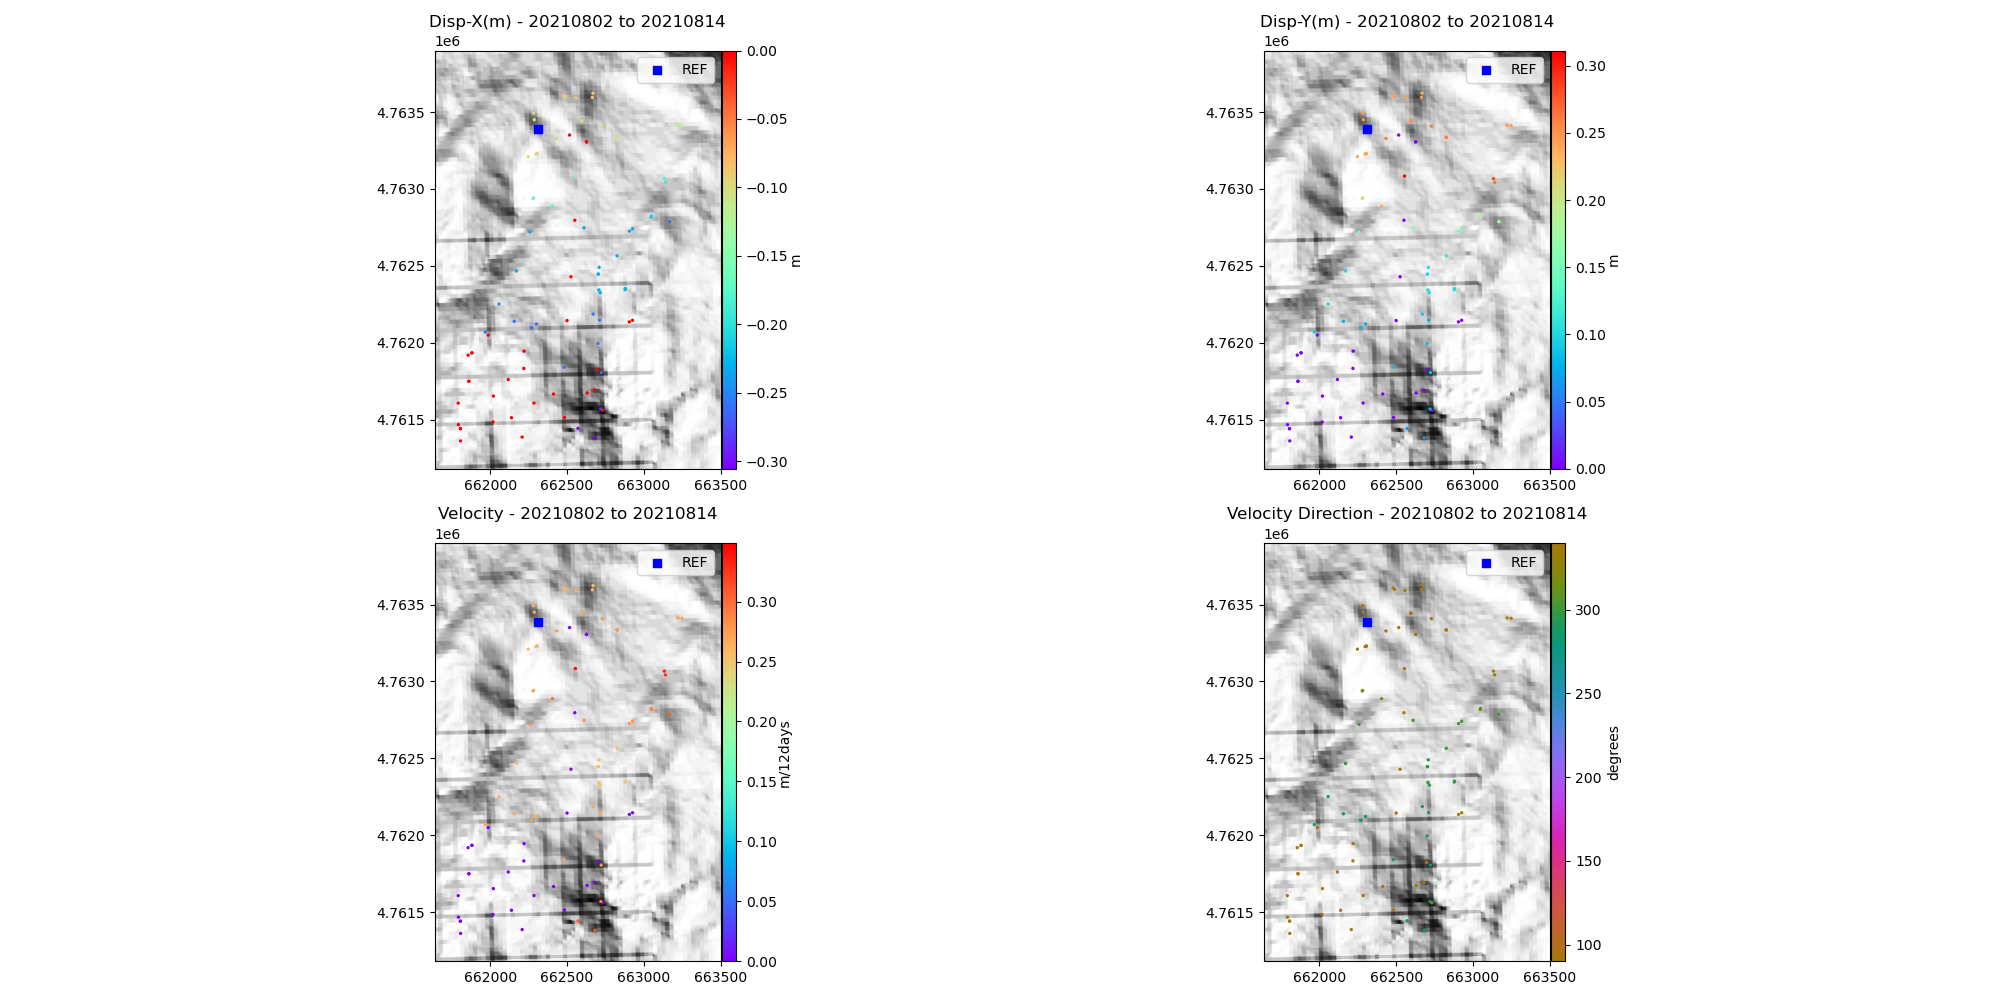 Disp-X(m) - 20210802 to 20210814
1e6
REF
4.7635
4.7630
4.7625
4.7620
4.7615
662000 662500 663000 663500
0.00
−0.05
−0.10
−0.15
−0.20
−0.25
−0.30
m
Disp-Y(m) - 20210802 to 20210814
1e6
REF
4.7635
4.7630
4.7625
4.7620
4.7615
662000 662500 663000 663500
0.30
0.25
0.20
0.15
0.10
0.05
0.00
m
Velocity - 20210802 to 20210814
1e6
REF
4.7635
4.7630
4.7625
4.7620
4.7615
662000 662500 663000 663500
0.30
0.25
0.20
0.15
0.10
0.05
0.00
m/12days
Velocity Direction - 20210802 to 20210814
1e6
REF
4.7635
4.7630
4.7625
4.7620
4.7615
662000 662500 663000 663500
300
250
200
150
100
degrees